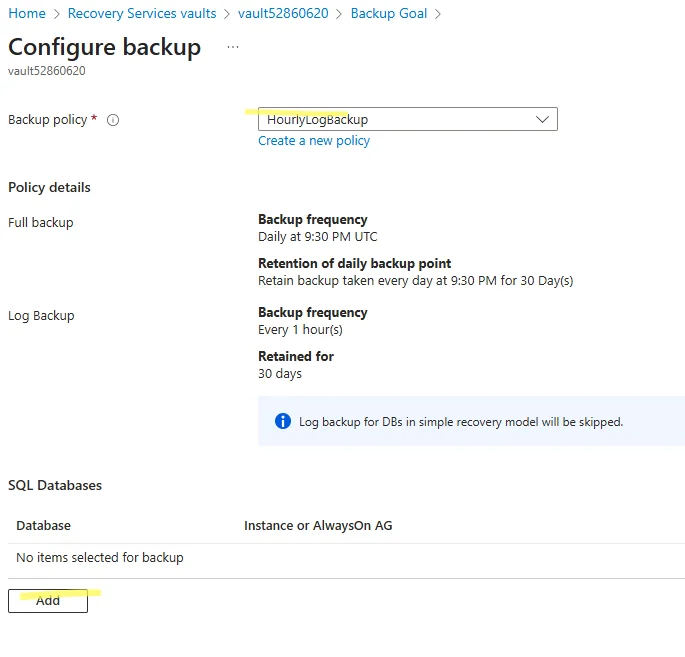 Home > Recovery Services vaults > vault52860620 > Backup Goal >
Configure backup ...
vault52860620
Backup policy * HourlyLogBackup
Create a new policy
Policy details
Full backup
Backup frequency
Daily at 9:30 PM UTC
Retention of daily backup point
Retain backup taken every day at 9:30 PM for 30 Day(s)
Log Backup
Backup frequency
Every 1 hour(s)
Retained for
30 days
Log backup for DBs in simple recovery model will be skipped.
SQL Databases
Database Instance or AlwaysOn AG
No items selected for backup
Add